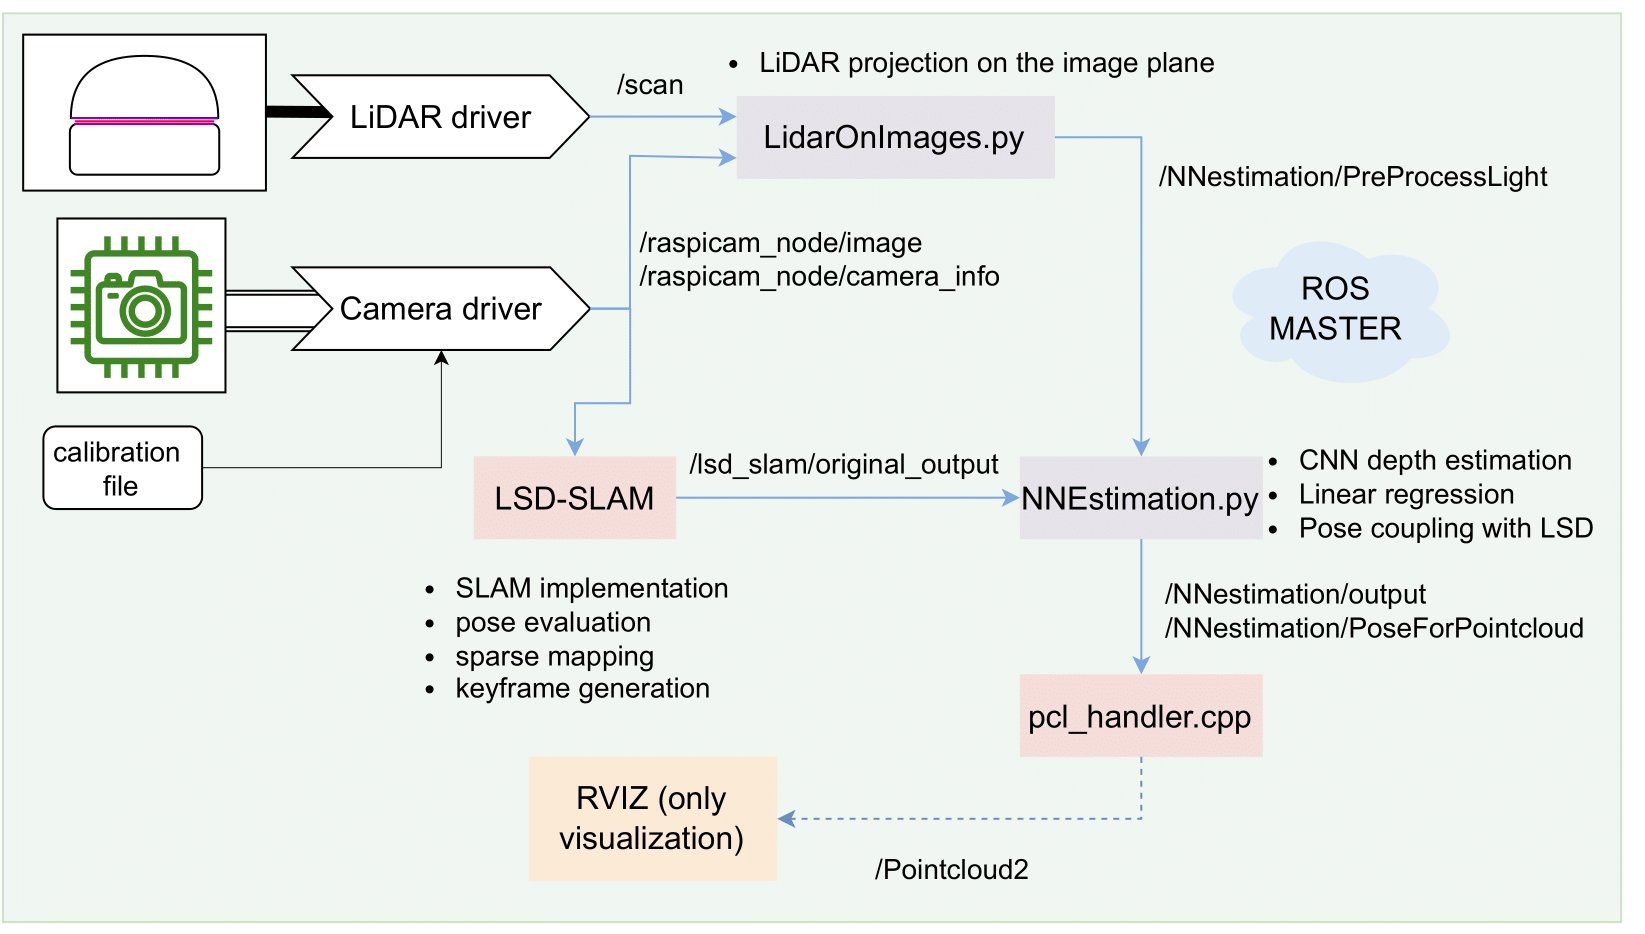 LiDAR driver
/scan
• LiDAR projection on the image plane
LidarOnImages.py
/NNestimation/PreProcessLight
/raspicam_node/image
/raspicam_node/camera_info
Camera driver
ROS
MASTER
calibration
file
LSD-SLAM
/lsd_slam/original_output
NNEstimation.py
• CNN depth estimation
• Linear regression
• Pose coupling with LSD
• SLAM implementation
• pose evaluation
• sparse mapping
• keyframe generation
/NNestimation/output
/NNestimation/PoseForPointcloud
pcl_handler.cpp
RVIZ (only
visualization)
/Pointcloud2